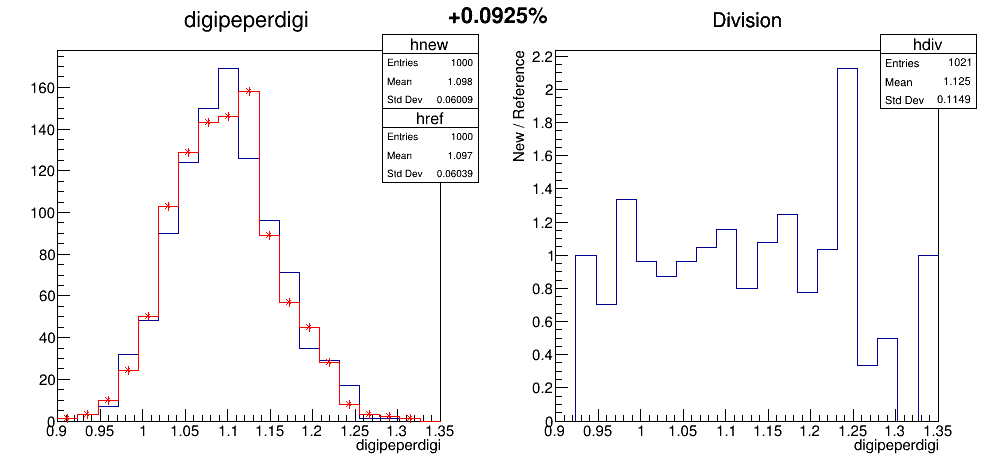 +0.0925%
digipeperdigi
hnew
Entries 1000
Mean 1.098
Std Dev 0.06009
href
Entries 1000
Mean 1.097
Std Dev 0.06039
160
140
120
100
80
60
40
20
0
0.9 0.95 1 1.05 1.1 1.15 1.2 1.25 1.3 1.35
digipeperdigi
Division
hdiv
Entries 1021
Mean 1.125
Std Dev 0.1149
New / Reference
2.2
2
1.8
1.6
1.4
1.2
1
0.8
0.6
0.4
0.2
0
0.9 0.95 1 1.05 1.1 1.15 1.2 1.25 1.3 1.35
digipeperdigi